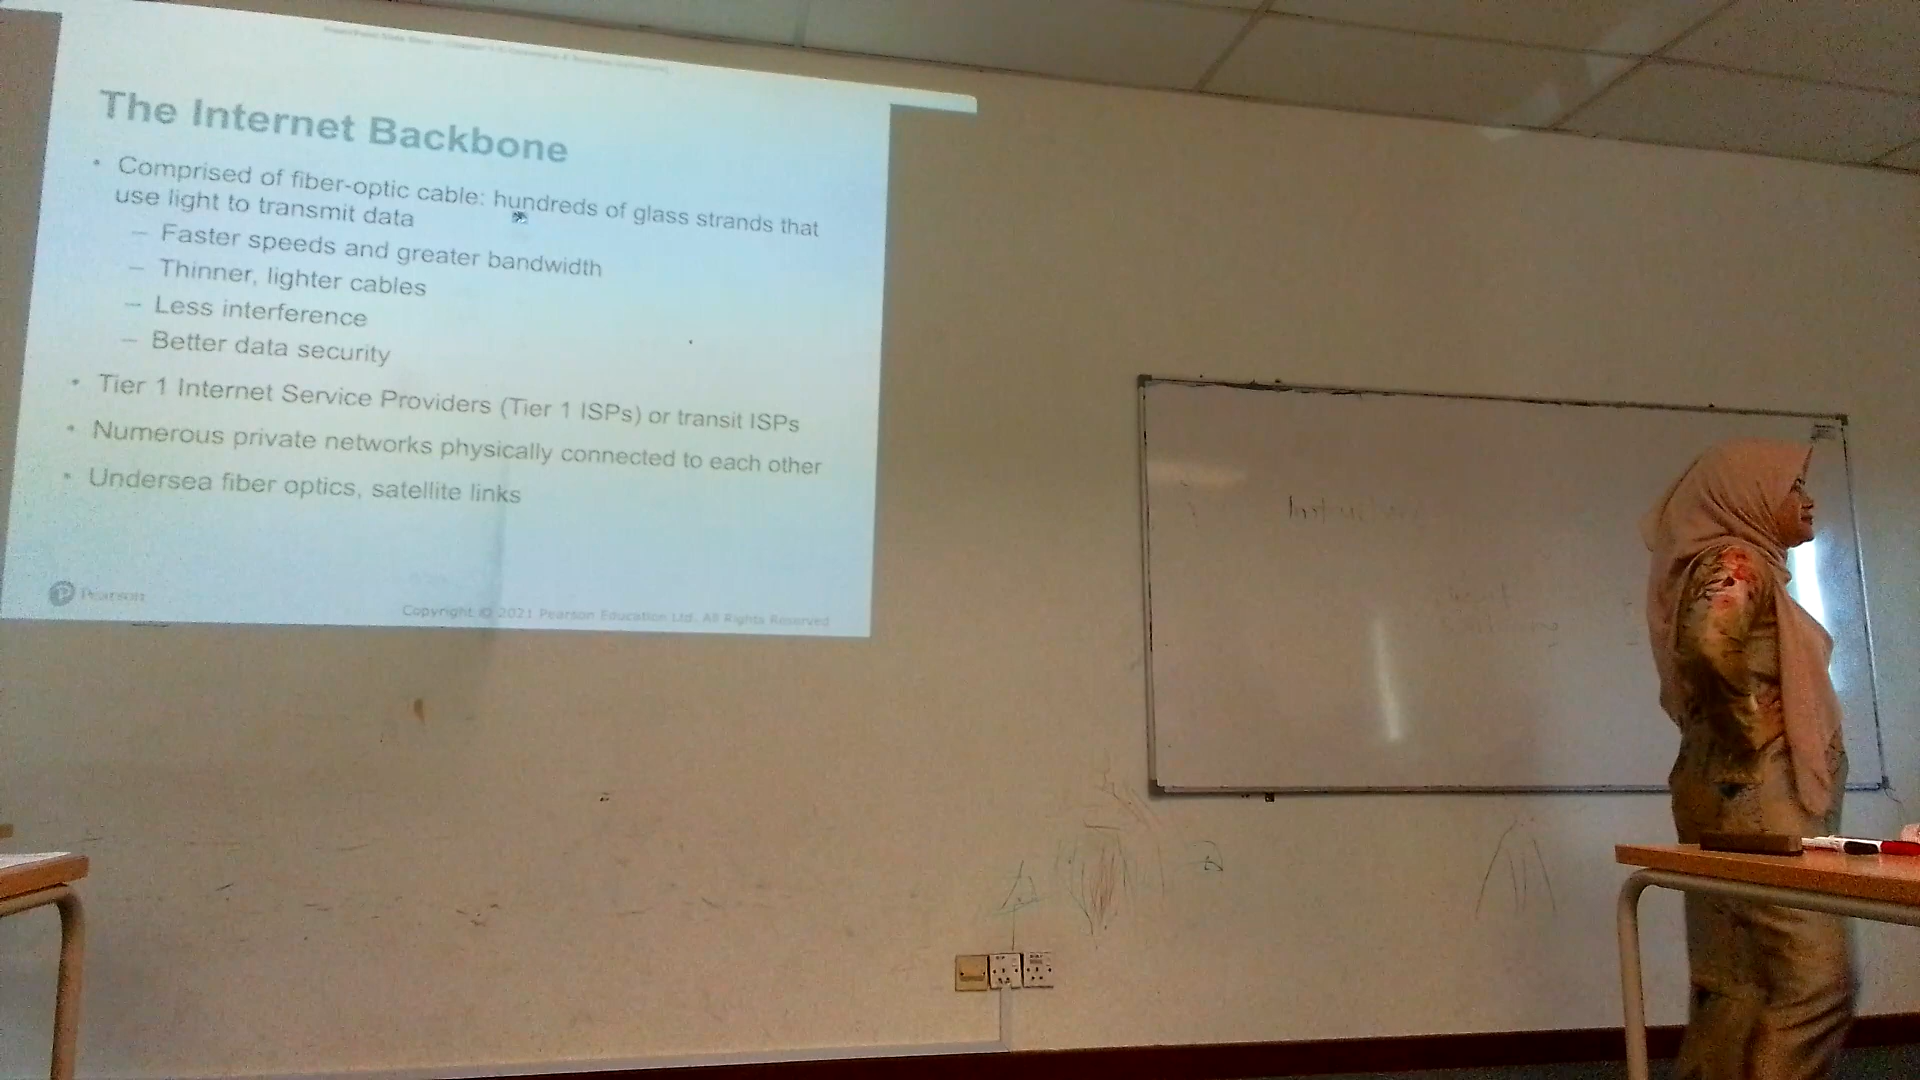 The Internet Backbone
• Comprised of fiber-optic cable: hundreds of glass strands that
use light to transmit data
– Faster speeds and greater bandwidth
– Thinner, lighter cables
– Less interference
– Better data security
• Tier 1 Internet Service Providers (Tier 1 ISPs) or transit ISPs
• Numerous private networks physically connected to each other
• Undersea fiber optics, satellite links
Pearson
Copyright © 2021 Pearson Education Ltd. All Rights Reserved